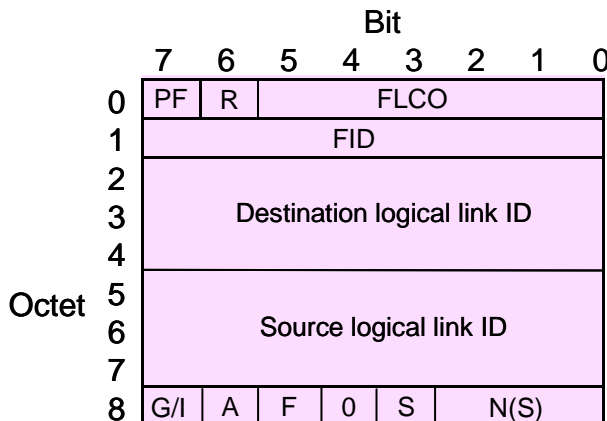 Bit
7 6 5 4 3 2 1 0
0 PF R FLCO
1 FID
2
3 Destination logical link ID
4
Octet 5
6 Source logical link ID
7
8 G/I A F 0 S N(S)